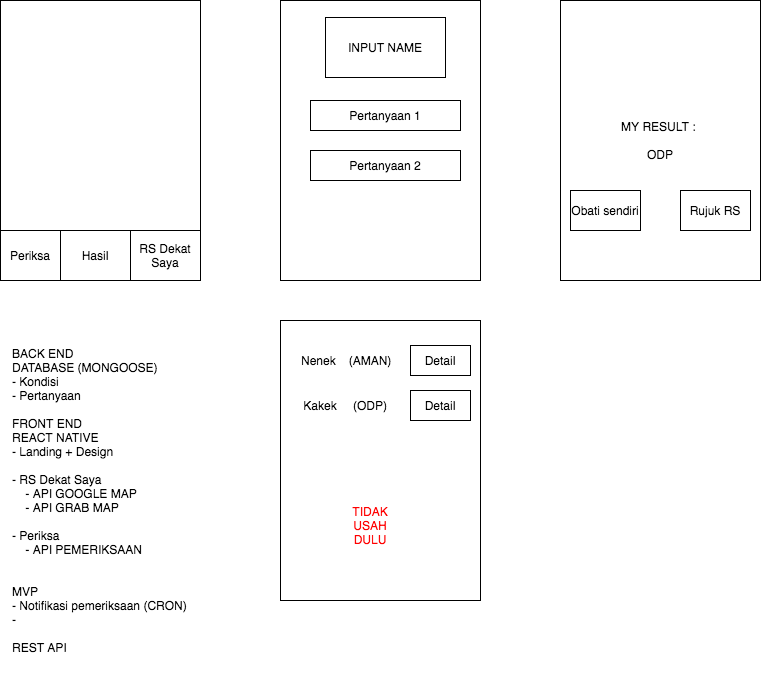 INPUT NAME
Pertanyaan 1
Pertanyaan 2
MY RESULT :
ODP
Obati sendiri
Rujuk RS
Periksa
Hasil
RS Dekat
Saya
BACK END
DATABASE (MONGOOSE)
- Kondisi
- Pertanyaan
FRONT END
REACT NATIVE
- Landing + Design
- RS Dekat Saya
- API GOOGLE MAP
- API GRAB MAP
- Periksa
- API PEMERIKSAAN
MVP
- Notifikasi pemeriksaan (CRON)
-
REST API
Nenek (AMAN) Detail
Kakek (ODP) Detail
TIDAK
USAH
DULU